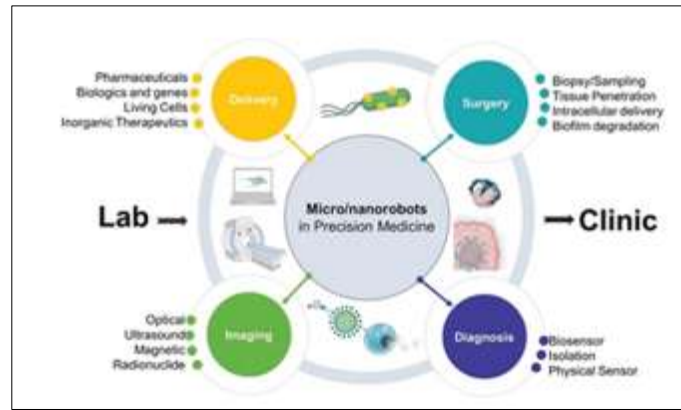 Pharmaceuticals
Biologics and genes
Living Cells
Inorganic Therapeutics
Delivery
Surgery
Biopsy/Sampling
Tissue Penetration
Intracellular delivery
Biofilm degradation
Lab
Micro/nanorobots
in Precision Medicine
Clinic
Optical
Ultrasound
Magnetic
Radionuclide
Imaging
Diagnosis
Biosensor
Isolation
Physical Sensor